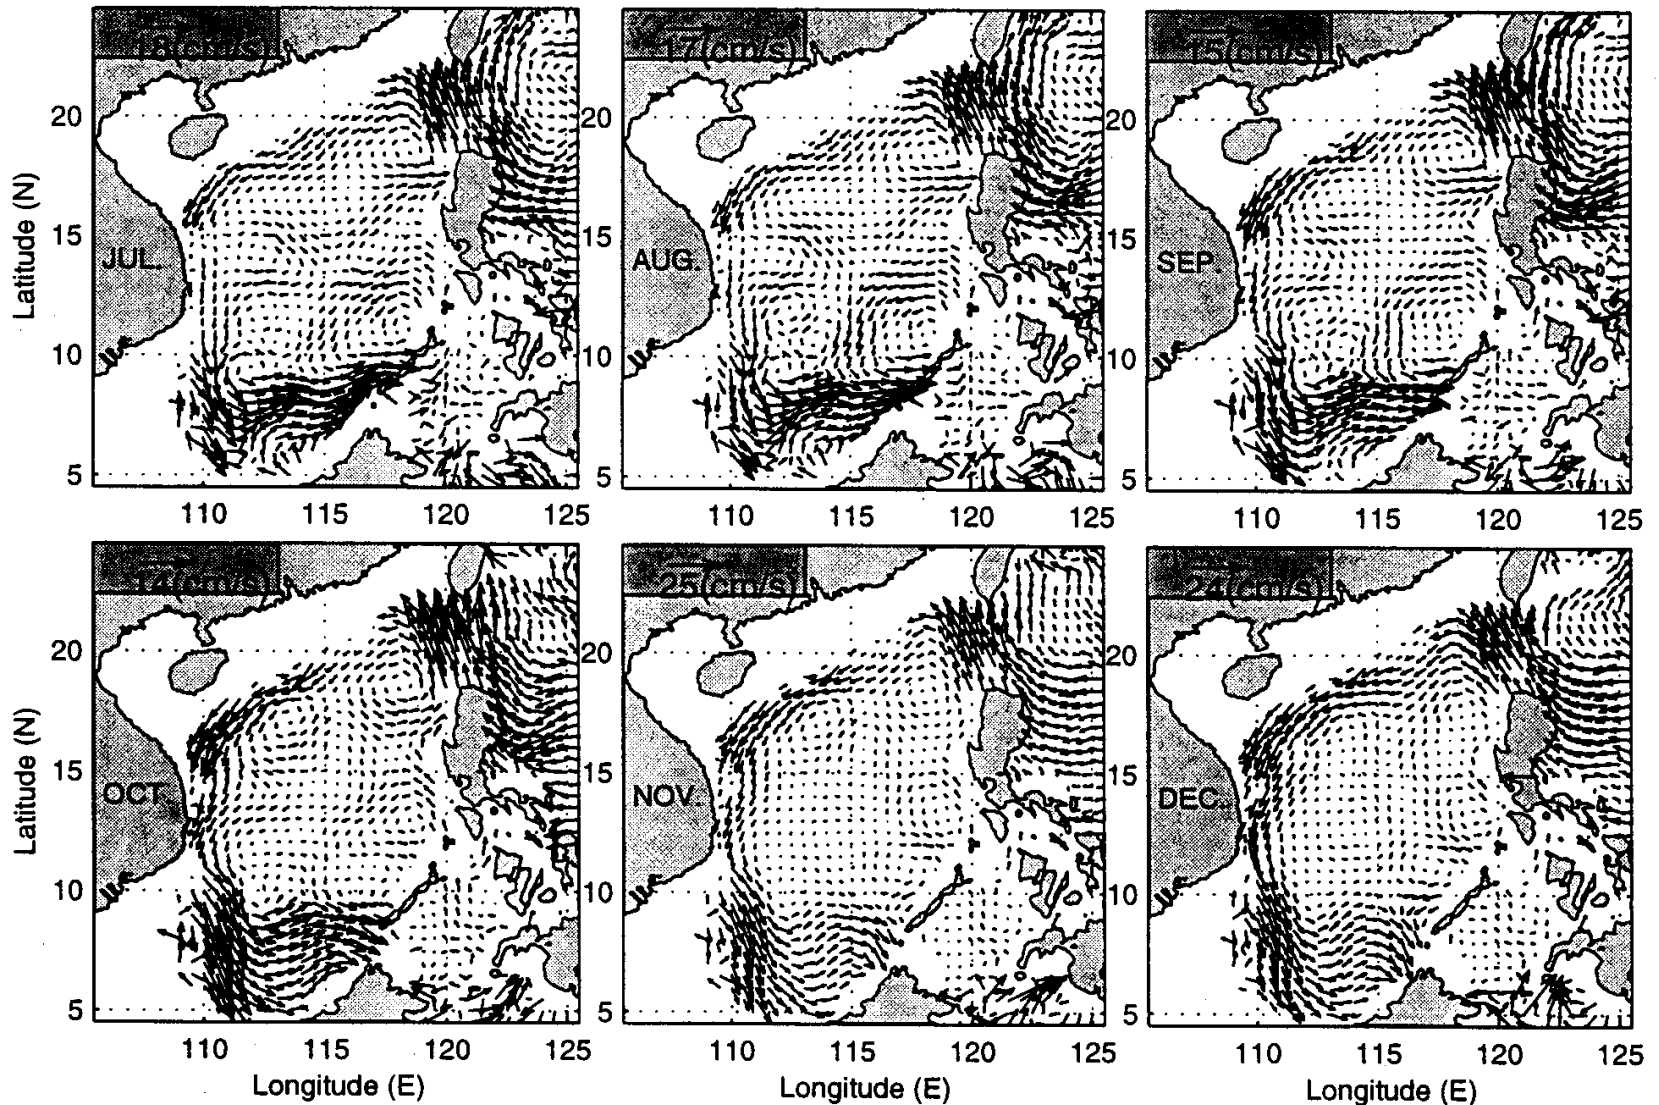 18(cm/s) 17(cm/s) 15(cm/s)
20 20 20
Latitude (N)
15 15 15
JUL. AUG. SEP.
10 10 10
5 5 5
110 115 120 125 110 115 120 125 110 115 120 125
14(cm/s) 25(cm/s) 24(cm/s)
20 20 20
Latitude (N)
15 15 15
OCT. NOV. DEC.
10 10 10
5 5 5
110 115 120 125 110 115 120 125 110 115 120 125
Longitude (E) Longitude (E) Longitude (E)